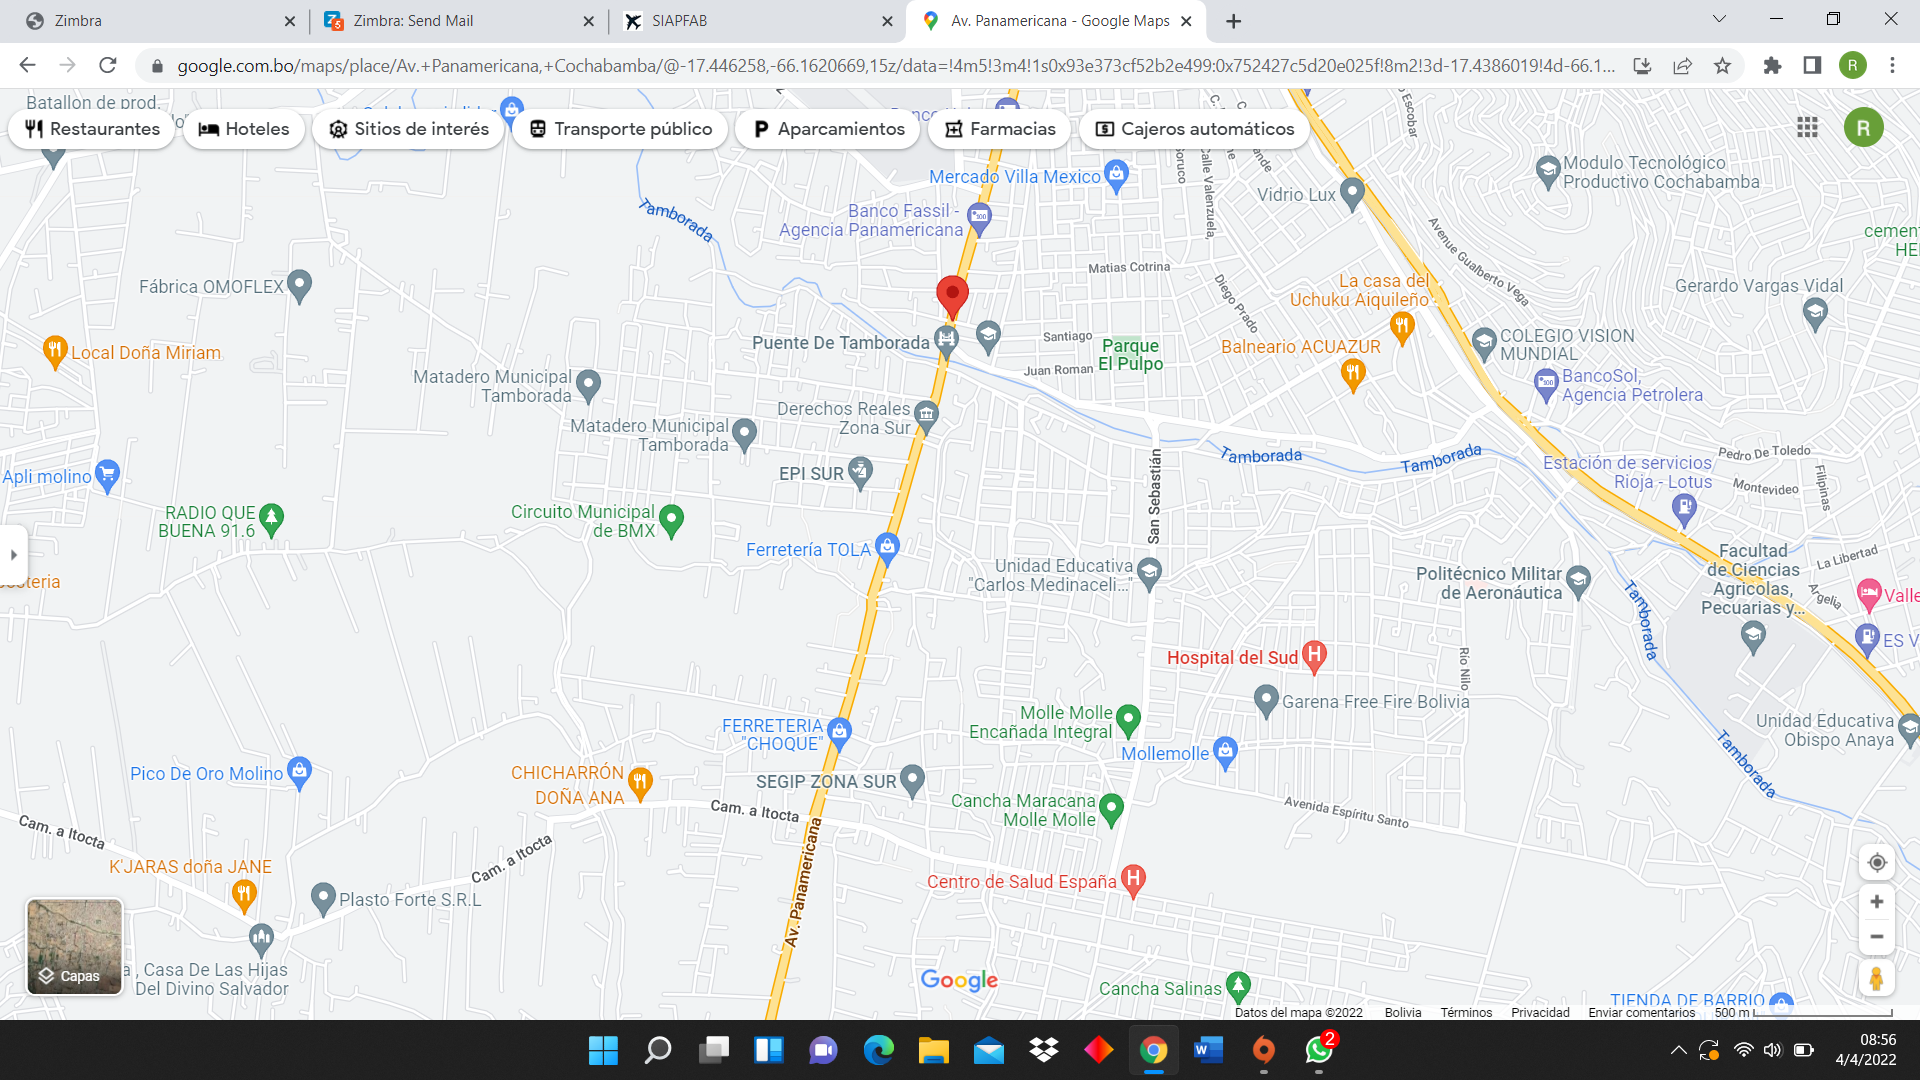 Zimbra
Zimbra: Send Mail
SIAPFAB
Av. Panamericana - Google Maps
google.com.bo/maps/place/Av.+Panamericana,+Cochabamba/@-17.446258,-66.1620669,15z/data=!4m5!3m4!1s0x93e373cf52b2e499:0x752427c5d20e025f!8m2!3d-17.4386019!4d-66.1...
R
Batallon de prod.
Restaurantes
Hoteles
Sitios de interés
Transporte público
Aparcamientos
Farmacias
Cajeros automáticos
R
Escobar
Soruco
Calle Valenzuela,
Mercado Villa Mexico
Vidrio Lux
Modulo Tecnológico
Productivo Cochabamba
Tamborada
Banco Fassil -
Agencia Panamericana
Avenue Gualberto Vega
cement
HE
Matias Cotrina
Diego Prado
Fábrica OMOFLEX
La casa del
Uchuku Aiquileño
Gerardo Vargas Vidal
Puente De Tamborada
Santiago
Parque
El Pulpo
Balneario ACUAZUR
COLEGIO VISION
MUNDIAL
Local Doña Miriam
Juan Roman
Matadero Municipal
Tamborada
BancoSol,
Agencia Petrolera
Derechos Reales
Zona Sur
Matadero Municipal
Tamborada
Tamborada
Tamborada
Pedro De Toledo
Estación de servicios
Rioja - Lotus
Montevideo
Filipinas
Apli molino
EPI SUR
San Sebastián
RADIO QUE
BUENA 91.6
Circuito Municipal
de BMX
Ferretería TOLA
Unidad Educativa
"Carlos Medinaceli..."
Politécnico Militar
de Aeronáutica
Facultad
de Ciencias
Agricolas,
Pecuarias y...
La Libertad
Argelia
Valle
ES V
Tamborada
Hospital del Sud
Rio Nilo
Garena Free Fire Bolivia
Molle Molle
Encañada Integral
Mollemolle
Unidad Educativa
Obispo Anaya
Tamborada
FERRETERIA
"CHOQUE"
Pico De Oro Molino
CHICHARRÓN
DOÑA ANA
SEGIP ZONA SUR
Cancha Maracana
Molle Molle
Avenida Espíritu Santo
Cam. a Itocta
Cam. a Itocta
Cam. a Itocta
Av. Panamericana
K'JARAS doña JANE
Plasto Forte S.R.L
Centro de Salud España
Capas
a, Casa De Las Hijas
Del Divino Salvador
Google
Cancha Salinas
TIENDA DE BARRIO
Datos del mapa ©2022
Bolivia
Términos
Privacidad
Enviar comentarios
500 m
2
08:56
4/4/2022